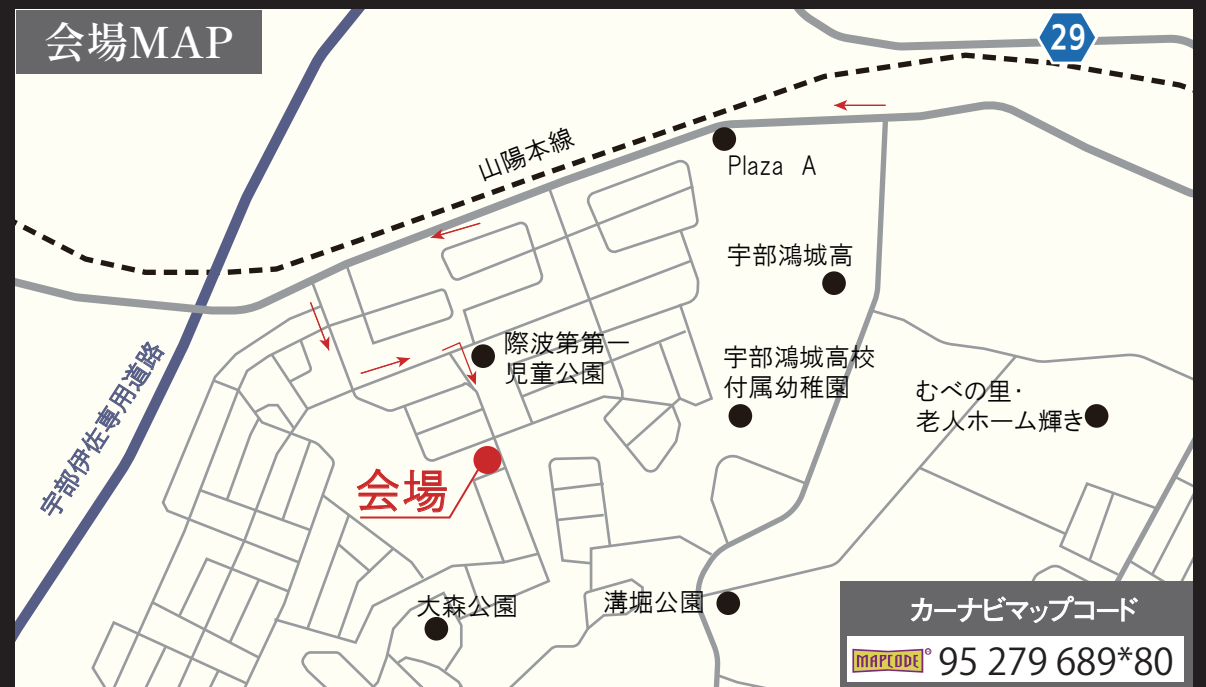 会場MAP
29
山陽本線
Plaza A
宇部鴻城高
際波第第一
児童公園
宇部鴻城高校
付属幼稚園
むべの里・
老人ホーム輝き
宇部伊佐専用道路
会場
大森公園
溝堀公園
カーナビマップコード
MAPCODE® 95 279 689*80